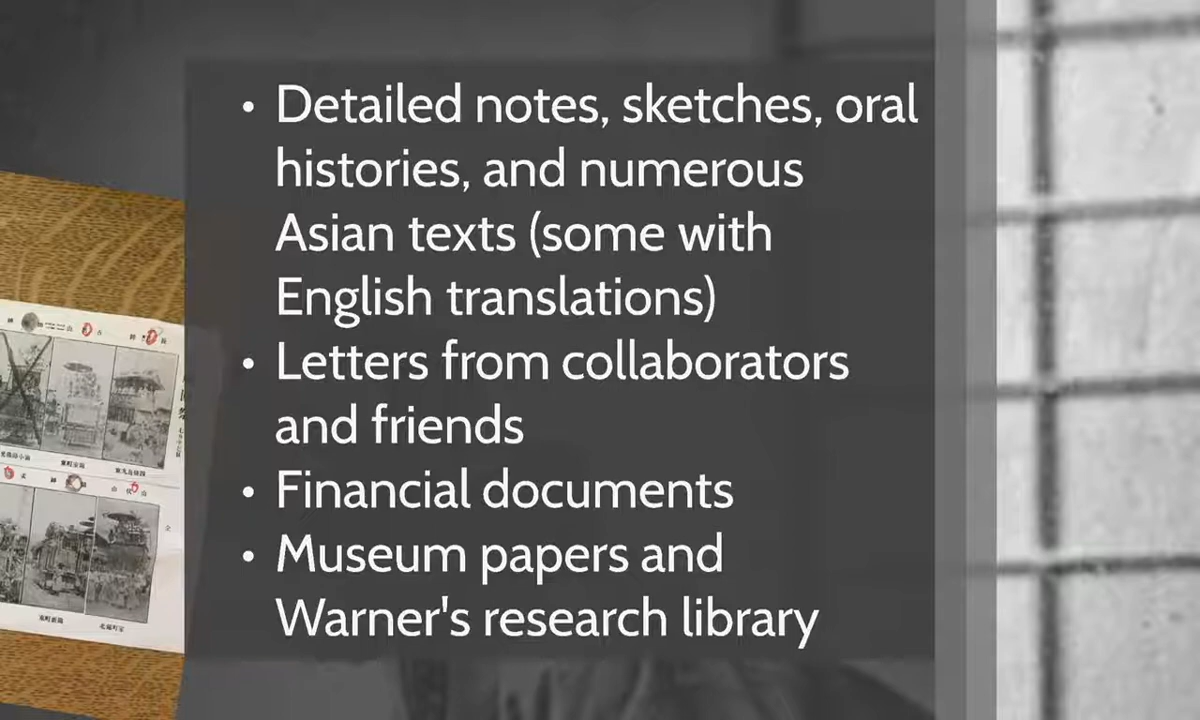 • Detailed notes, sketches, oral
histories, and numerous
Asian texts (some with
English translations)
• Letters from collaborators
and friends
• Financial documents
• Museum papers and
Warner's research library